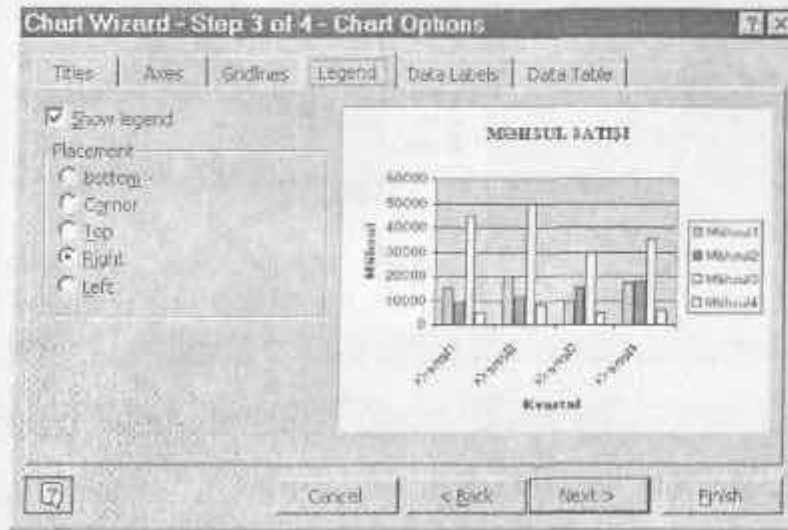 Chart Wizard - Step 3 of 4 - Chart Options
Titles Axes Gridlines Legend Data Labels Data Table
Show legend
Placement
Bottom
Corner
Top
Right
Left
MƏHSUL SATIŞI
60000
50000
40000
30000
20000
10000
0
Məhsul
Məhsul1
Məhsul2
Məhsul3
Məhsul4
Kvartal
Cancel
< Back
Next >
Finish